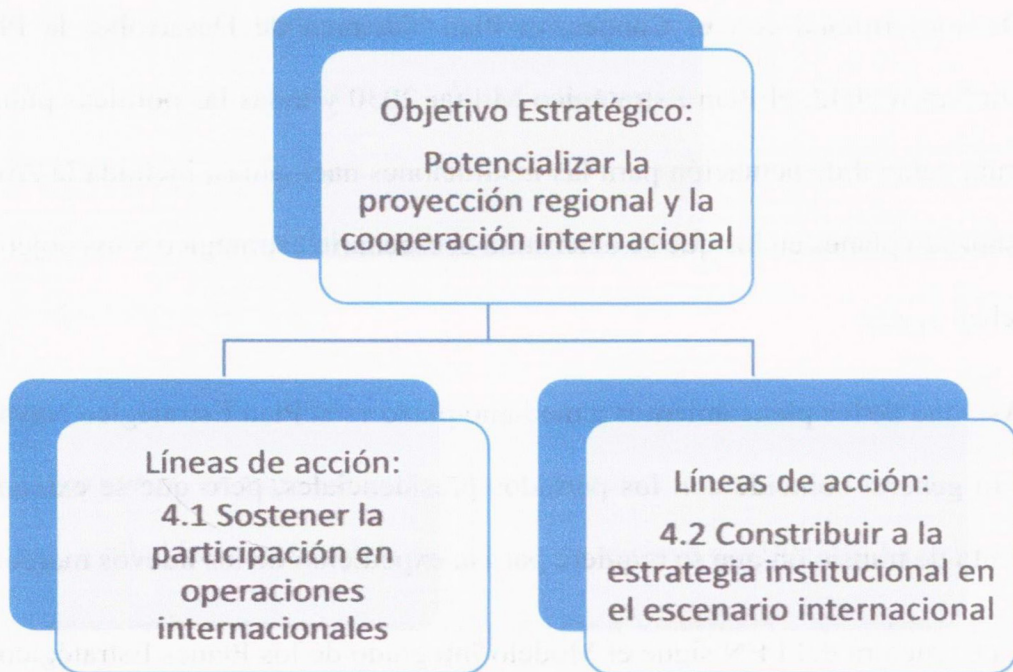 Objetivo Estratégico:
Potencializar la
proyección regional y la
cooperación internacional
Líneas de acción:
4.1 Sostener la
participación en
operaciones
internacionales
Líneas de acción:
4.2 Constribuir a la
estrategia institucional en
el escenario internacional